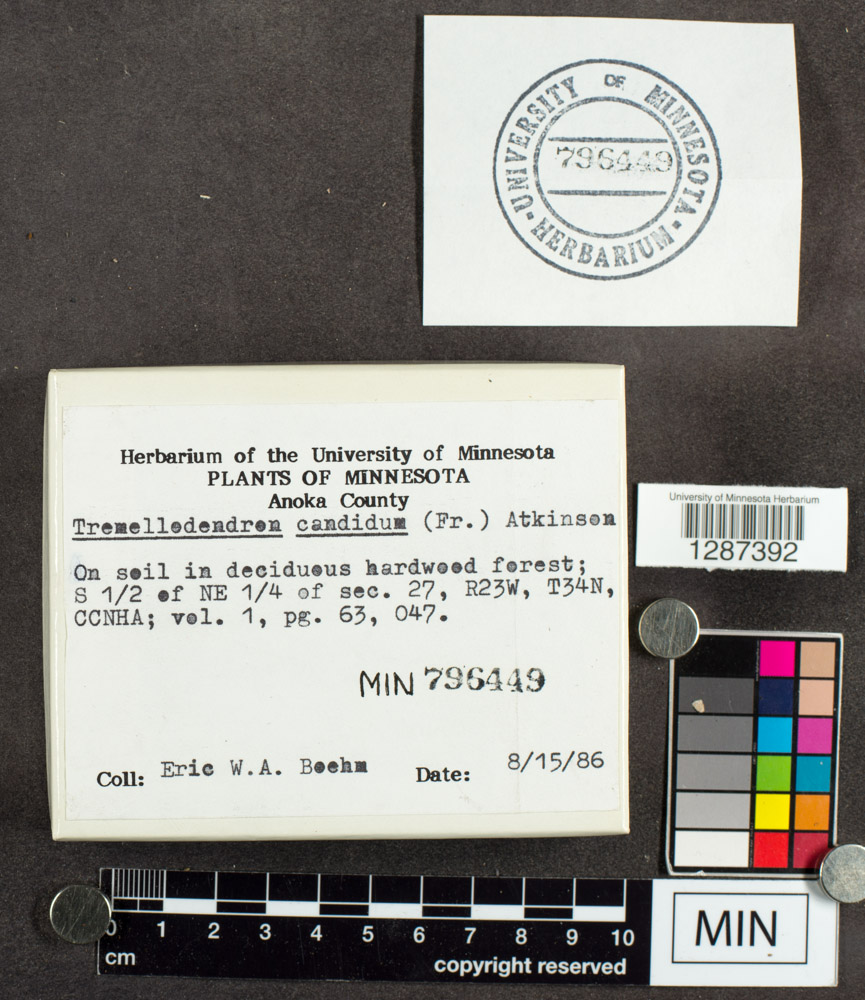 UNIVERSITY OF MINNESOTA
796449
HERBARIUM
Herbarium of the University of Minnesota
PLANTS OF MINNESOTA
Anoka County
Tremellodendron candidum (Fr.) Atkinson
On soil in deciduous hardwood forest;
S 1/2 of NE 1/4 of sec. 27, R23W, T34N,
CCNHA; vol. 1, pg. 63, 047.
MIN 796449
Coll: Eric W.A. Boehm Date: 8/15/86
University of Minnesota Herbarium
1287392
0 1 2 3 4 5 6 7 8 9 10
cm
copyright reserved
MIN